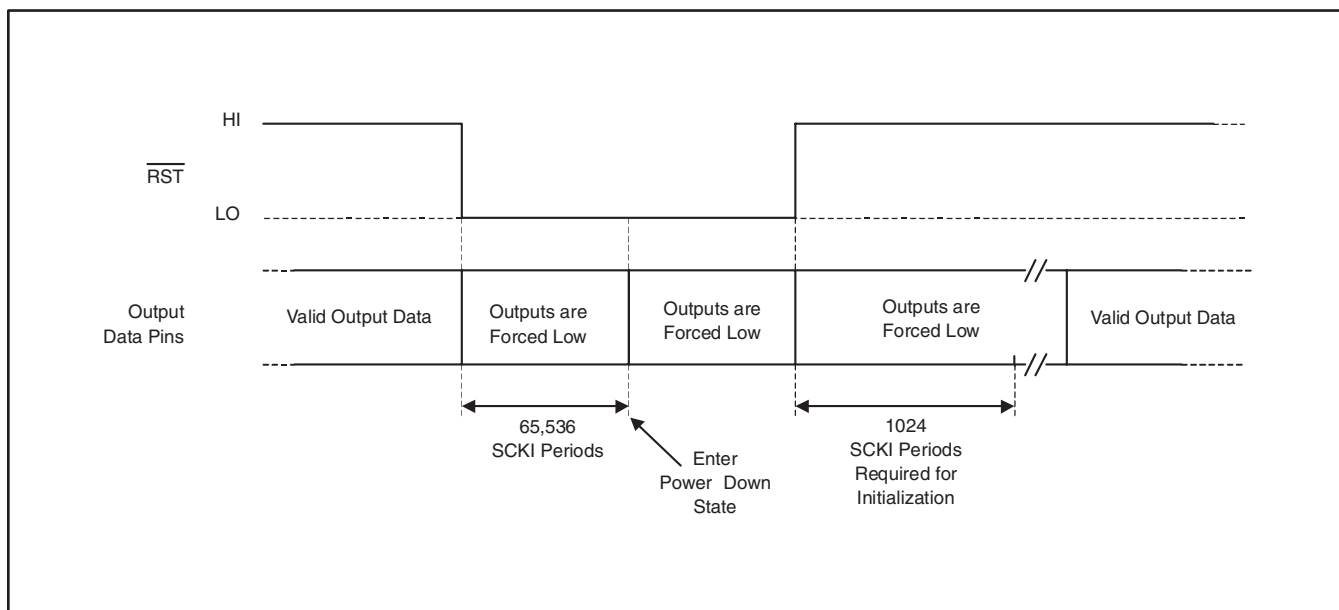 HI
RST
LO
Output
Data Pins
Valid Output Data
Outputs are
Forced Low
Outputs are
Forced Low
Outputs are
Forced Low
Valid Output Data
65,536
SCKI Periods
Enter
Power Down
State
1024
SCKI Periods
Required for
Initialization